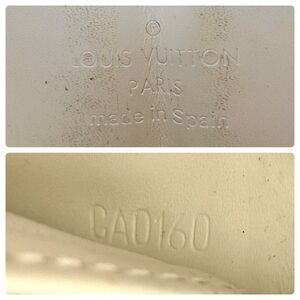 ®
LOUIS VUITTON
PARIS
made in Spain
CA0160